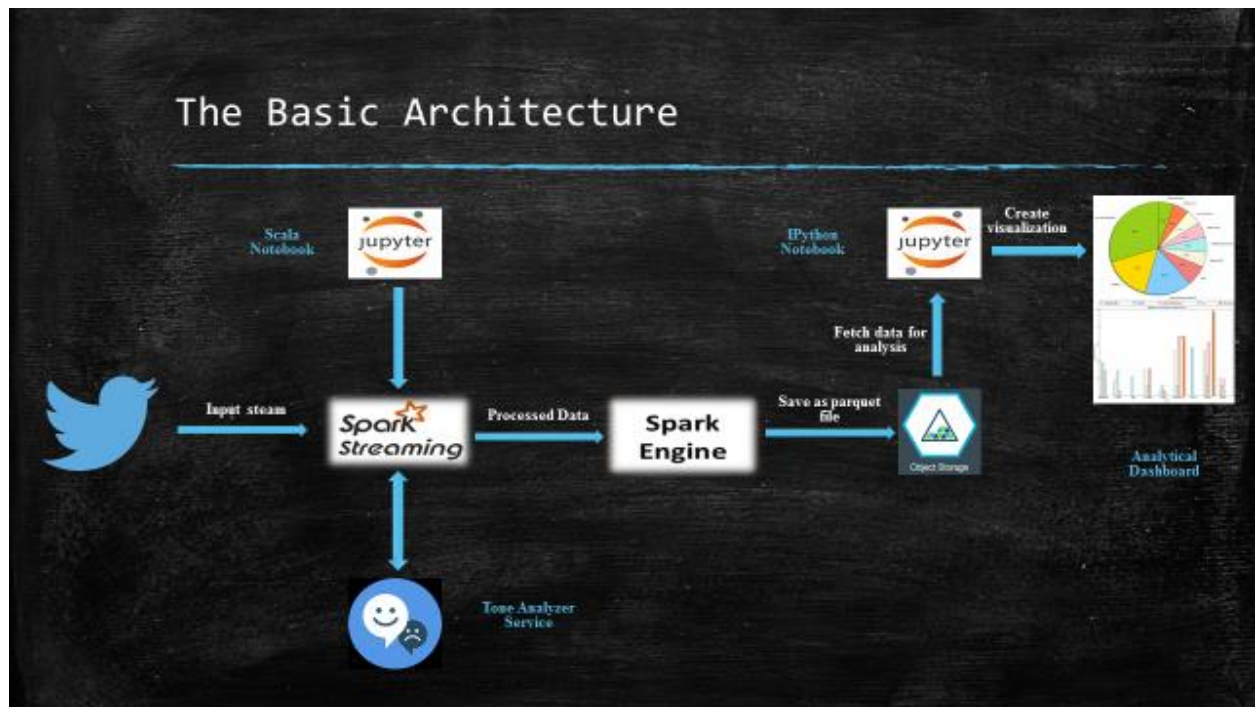 The Basic Architecture
Scala
Notebook
jupyter
IPython
Notebook
jupyter
Create
visualization
Fetch data for
analysis
Input steam
Spark
Streaming
Processed Data
Spark
Engine
Save as parquet
file
Object Storage
Analytical
Dashboard
Tone Analyzer
Service